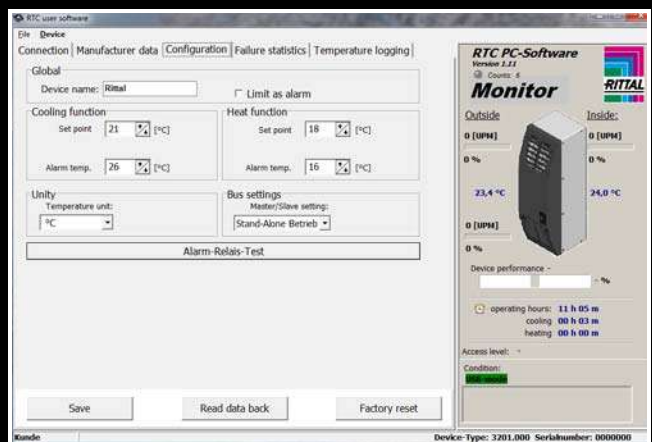 RTC user software
File Device
Connection Manufacturer data Configuration Failure statistics Temperature logging
Global
Device name: Rittal
Limit as alarm
Cooling function
Set point 21 [°C]
Alarm temp. 26 [°C]
Heat function
Set point 18 [°C]
Alarm temp. 16 [°C]
Unity
Temperature unit:
°C
Bus settings
Master/Slave setting:
Stand-Alone Betrieb
Alarm-Relais-Test
Save Read data back Factory reset
RTC PC-Software
Version 1.11
Counts: 6
Monitor
RITTAL
Outside Inside:
0 [UPM] 0 [UPM]
0 % 0 %
23,4 °C 24,0 °C
0 [UPM]
0 %
Device performance -
- %
operating hours: 11 h 05 m
cooling 00 h 03 m
heating 00 h 00 m
Access level: -
Condition:
USB-mode
Kunde Device-Type: 3201.000 Serialnumber: 0000000